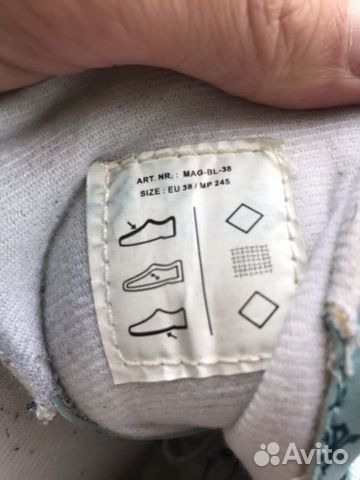 ART. NR. : MAG-BL-38
SIZE : EU 38 / MP 245
Avito